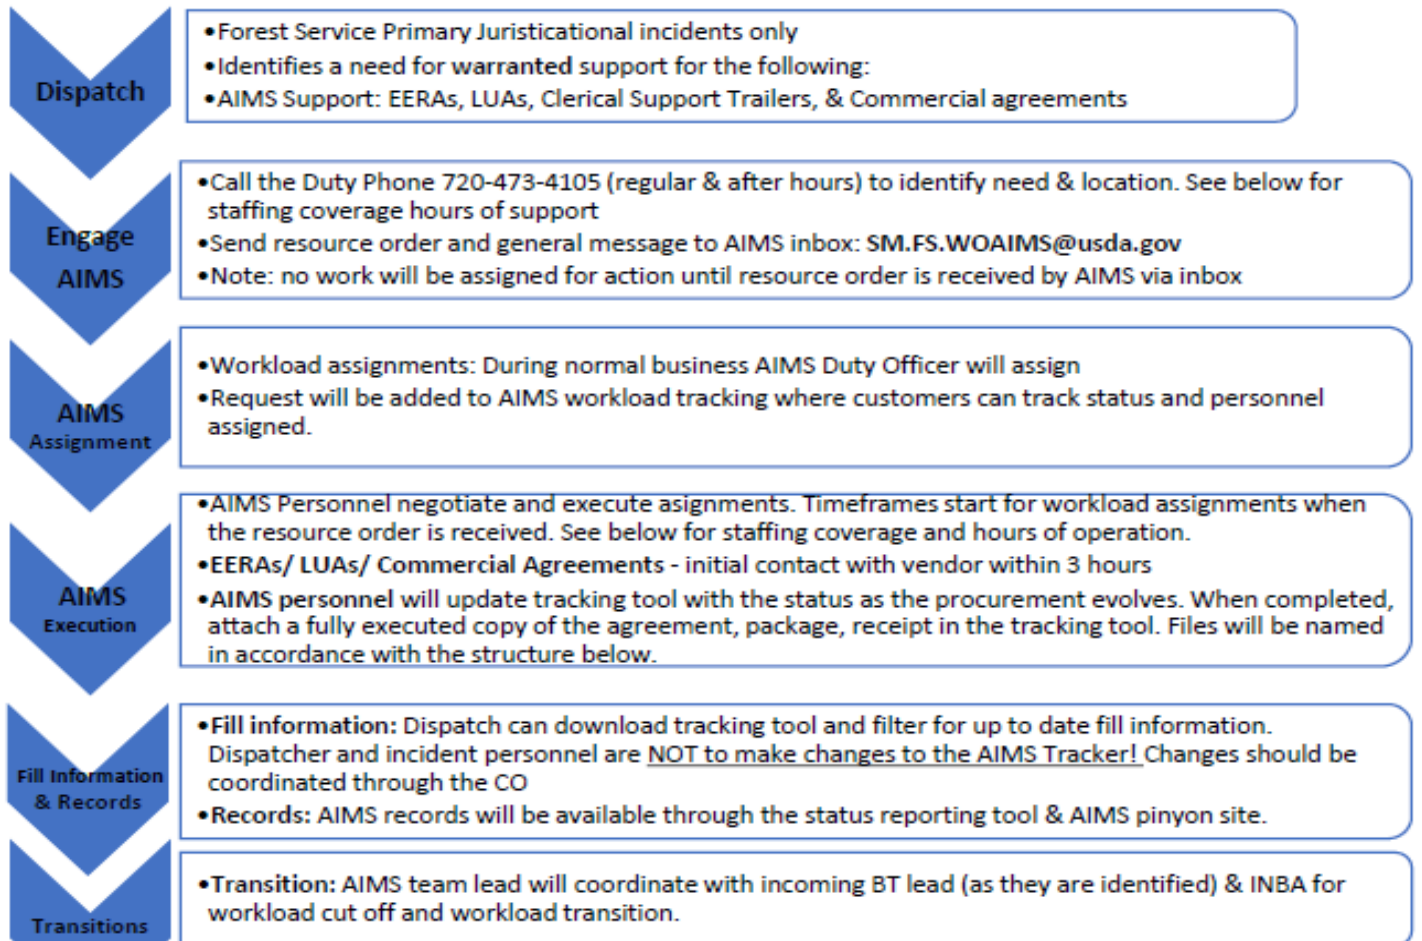 Dispatch
•Forest Service Primary Juristicational incidents only
•Identifies a need for warranted support for the following:
•AIMS Support: EERAs, LUAs, Clerical Support Trailers, & Commercial agreements
Engage
AIMS
•Call the Duty Phone 720-473-4105 (regular & after hours) to identify need & location. See below for
staffing coverage hours of support
•Send resource order and general message to AIMS inbox: SM.FS.WOAIMS@usda.gov
•Note: no work will be assigned for action until resource order is received by AIMS via inbox
AIMS
Assignment
•Workload assignments: During normal business AIMS Duty Officer will assign
•Request will be added to AIMS workload tracking where customers can track status and personnel
assigned.
AIMS
Execution
•AIMS Personnel negotiate and execute asignments. Timeframes start for workload assignments when
the resource order is received. See below for staffing coverage and hours of operation.
•EERAs/ LUAs/ Commercial Agreements - initial contact with vendor within 3 hours
•AIMS personnel will update tracking tool with the status as the procurement evolves. When completed,
attach a fully executed copy of the agreement, package, receipt in the tracking tool. Files will be named
in accordance with the structure below.
Fill Information
& Records
•Fill information: Dispatch can download tracking tool and filter for up to date fill information.
Dispatcher and incident personnel are NOT to make changes to the AIMS Tracker! Changes should be
coordinated through the CO
•Records: AIMS records will be available through the status reporting tool & AIMS pinyon site.
Transitions
•Transition: AIMS team lead will coordinate with incoming BT lead (as they are identified) & INBA for
workload cut off and workload transition.